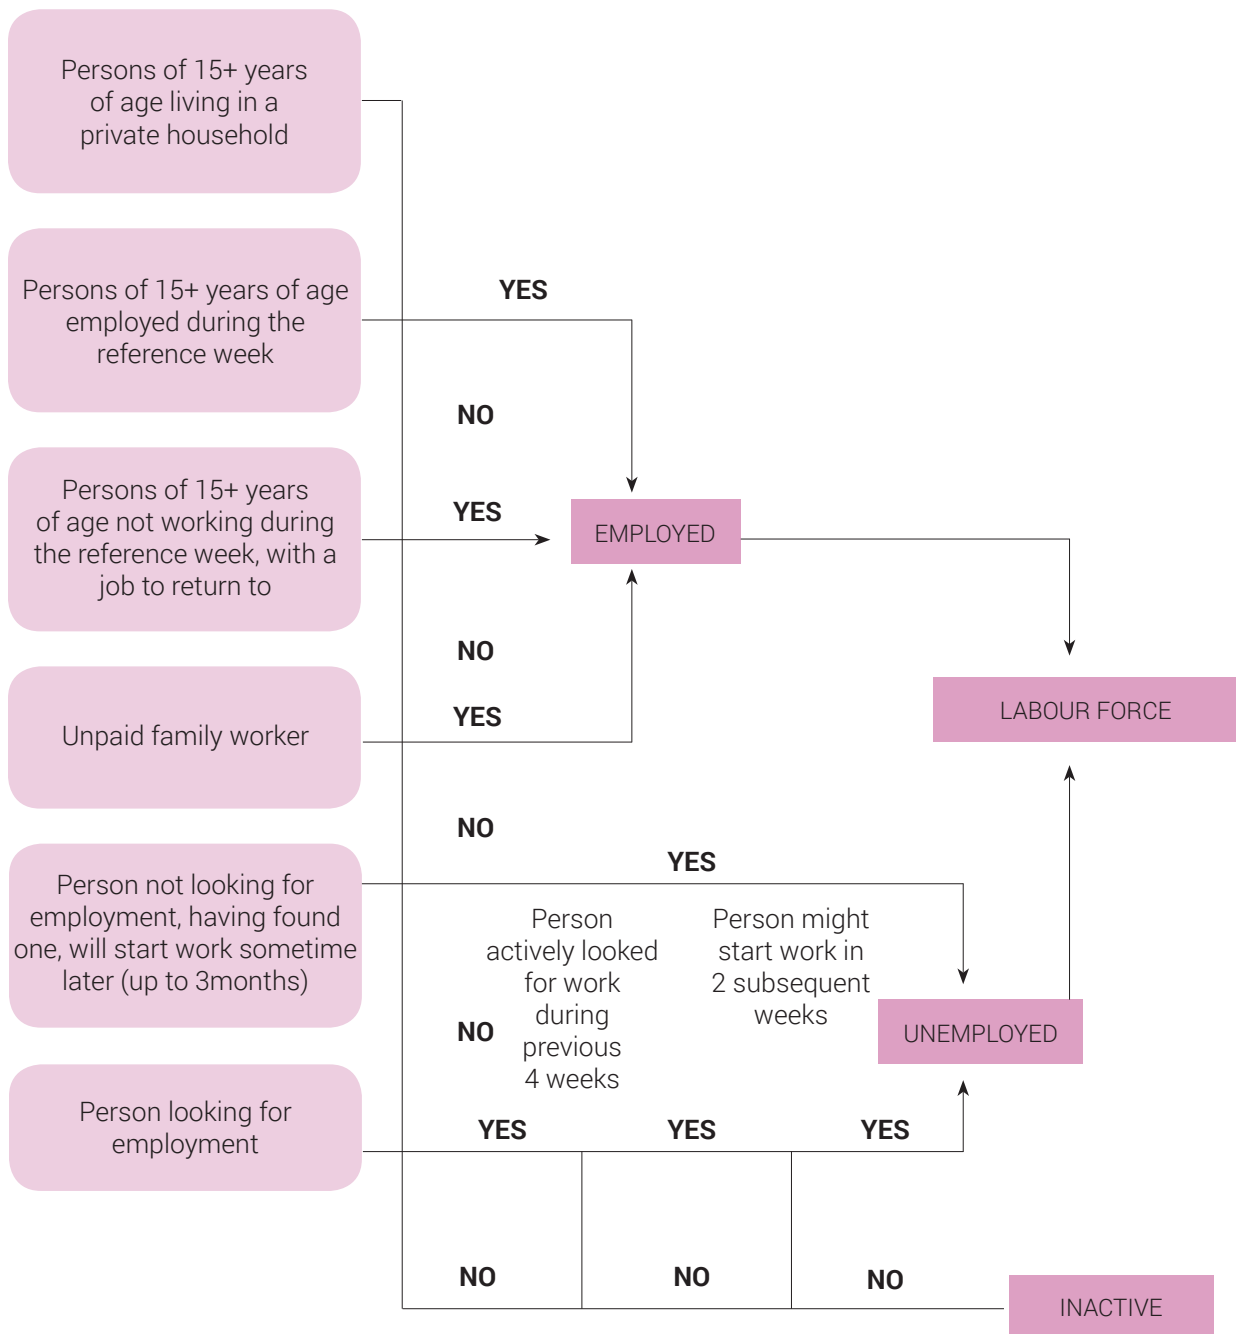 Persons of 15+ years
of age living in a
private household
Persons of 15+ years of age
employed during the
reference week
YES
NO
Persons of 15+ years
of age not working during
the reference week, with a
job to return to
YES
EMPLOYED
NO
Unpaid family worker
YES
LABOUR FORCE
NO
YES
Person not looking for
employment, having found
one, will start work sometime
later (up to 3months)
Person
actively looked
for work
during
previous
4 weeks
Person might
start work in
2 subsequent
weeks
NO
UNEMPLOYED
Person looking for
employment
YES
YES
YES
NO
NO
NO
INACTIVE